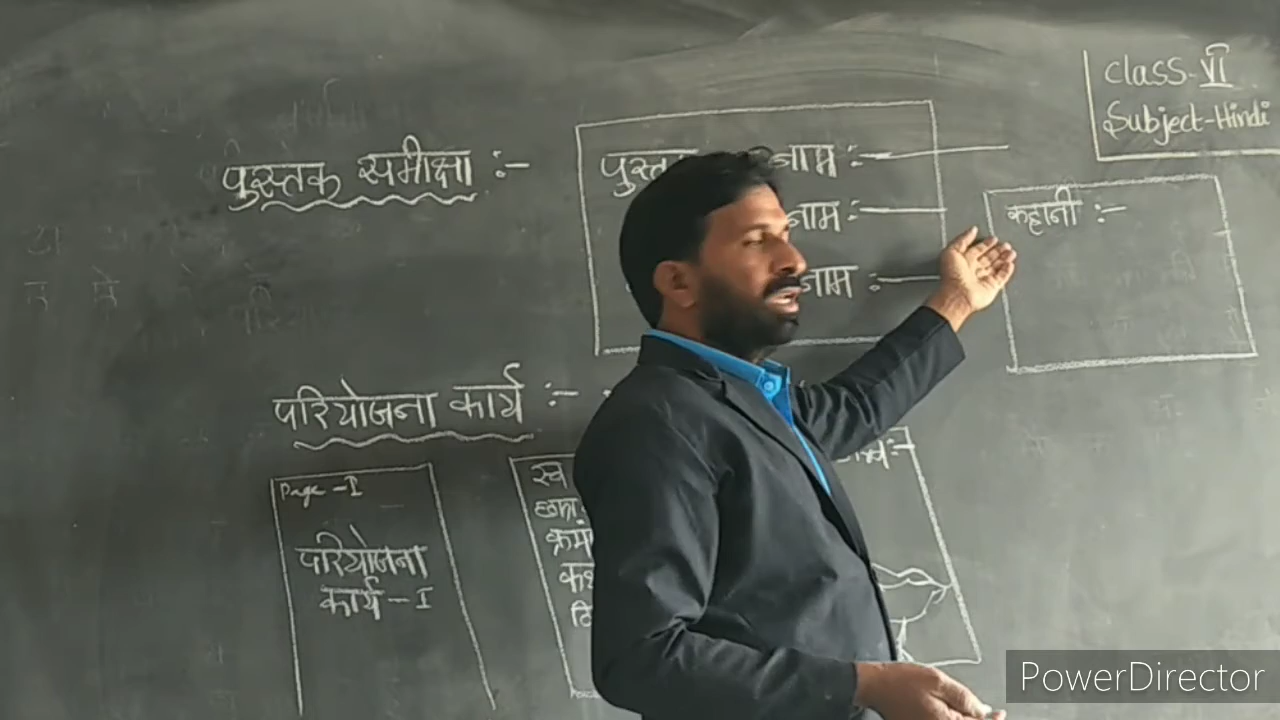 Class-VI
Subject-Hindi
पुस्तक समीक्षा :-
नाम :-
नाम :-
नाम :-
कहानी :-
परियोजना कार्य :-
Page-I
परियोजना
कार्य-I
PowerDirector